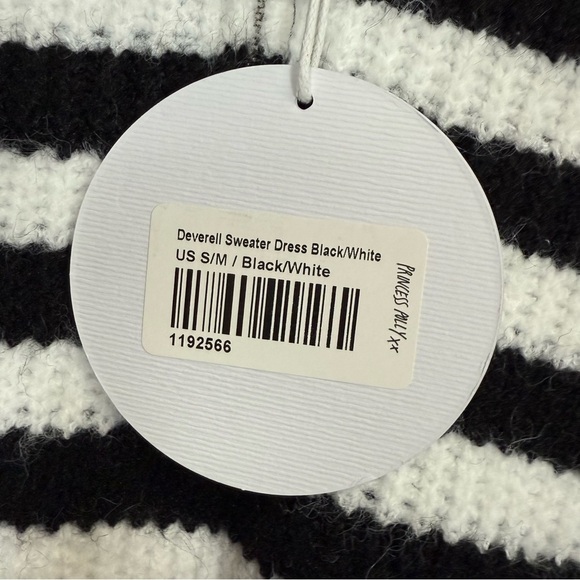 Deverell Sweater Dress Black/White
US S/M / Black/White
1192566
PRINCESS POLLY xx